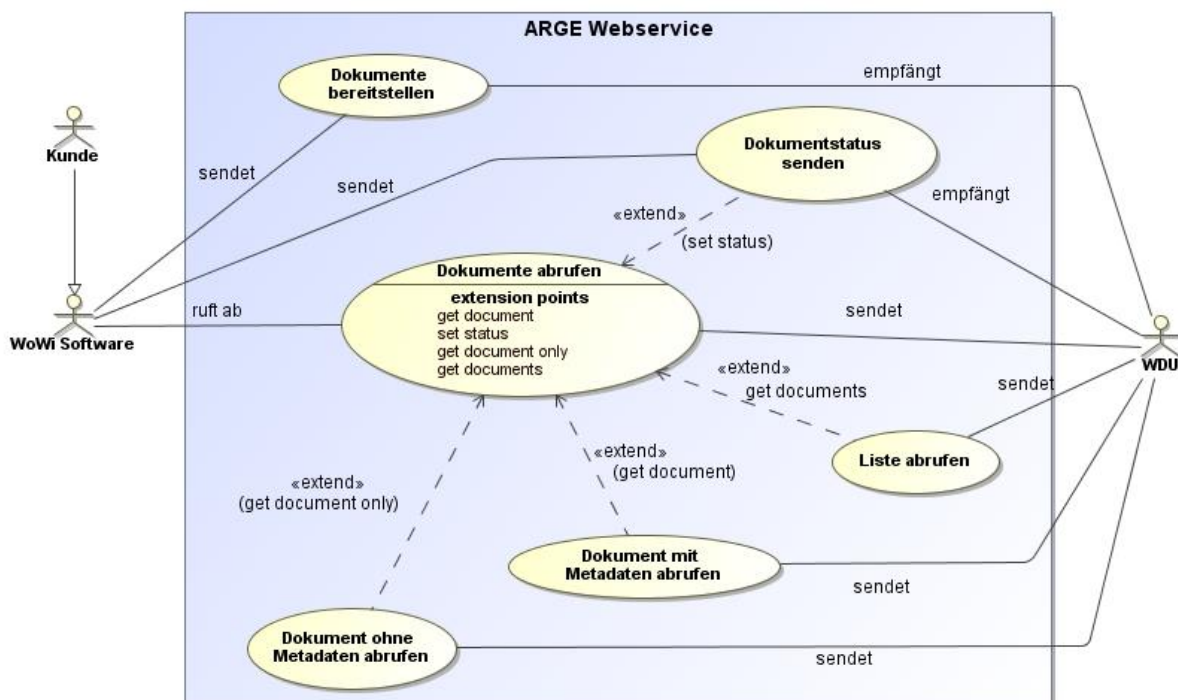 ARGE Webservice
Dokumente
bereitstellen
empfängt
Kunde
Dokumentstatus
senden
sendet
sendet
empfängt
«extend»
(set status)
Dokumente abrufen
extension points
get document
set status
get document only
get documents
ruft ab
WoWi Software
sendet
WDU
«extend»
get documents
sendet
Liste abrufen
«extend»
(get document)
«extend»
(get document only)
Dokument mit
Metadaten abrufen
sendet
Dokument ohne
Metadaten abrufen
sendet